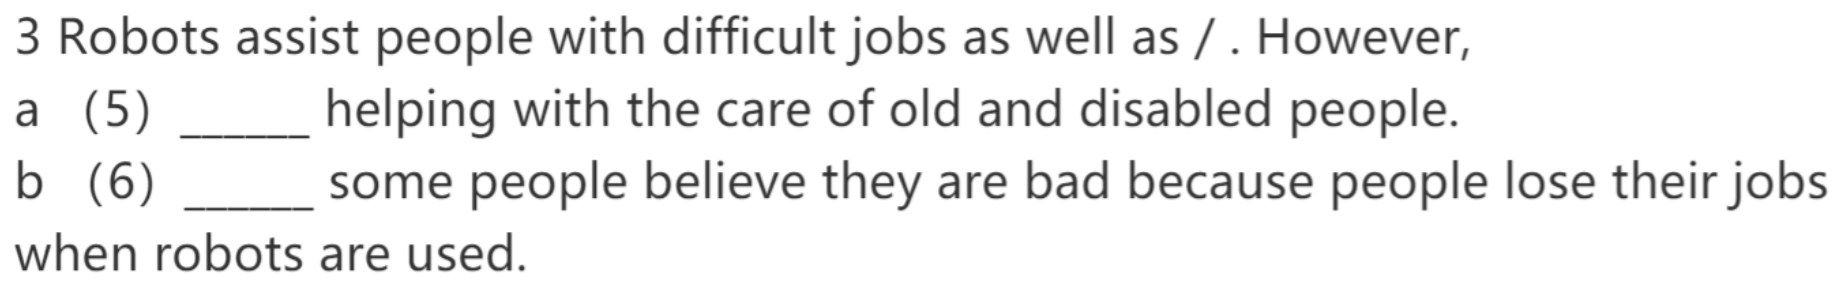 3 Robots assist people with difficult jobs as well as / . However,
a （5） ______ helping with the care of old and disabled people.
b （6） ______ some people believe they are bad because people lose their jobs
when robots are used.